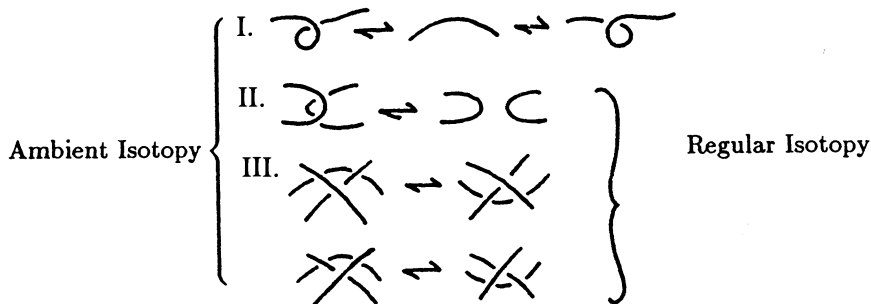 I.
II.
Ambient Isotopy
Regular Isotopy
III.